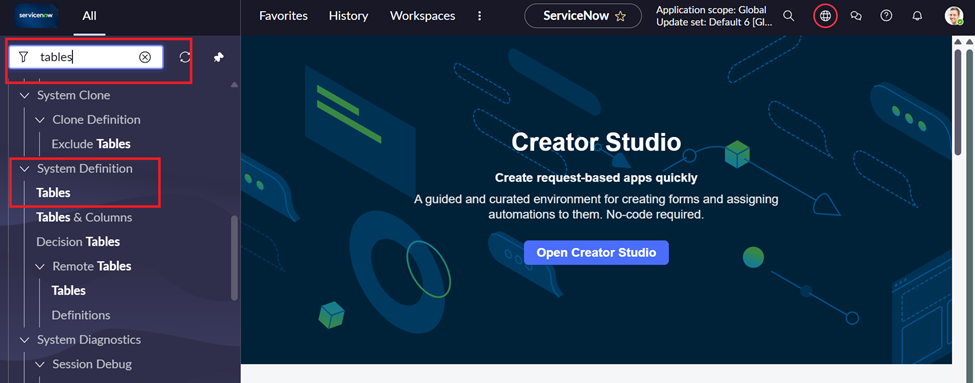 servicenow
All
Favorites
History
Workspaces
ServiceNow
Application scope: Global
Update set: Default 6 [Gl...
tables
System Clone
Clone Definition
Exclude Tables
System Definition
Tables
Tables & Columns
Decision Tables
Remote Tables
Tables
Definitions
System Diagnostics
Session Debug
Creator Studio
Create request-based apps quickly
A guided and curated environment for creating forms and assigning
automations to them. No-code required.
Open Creator Studio